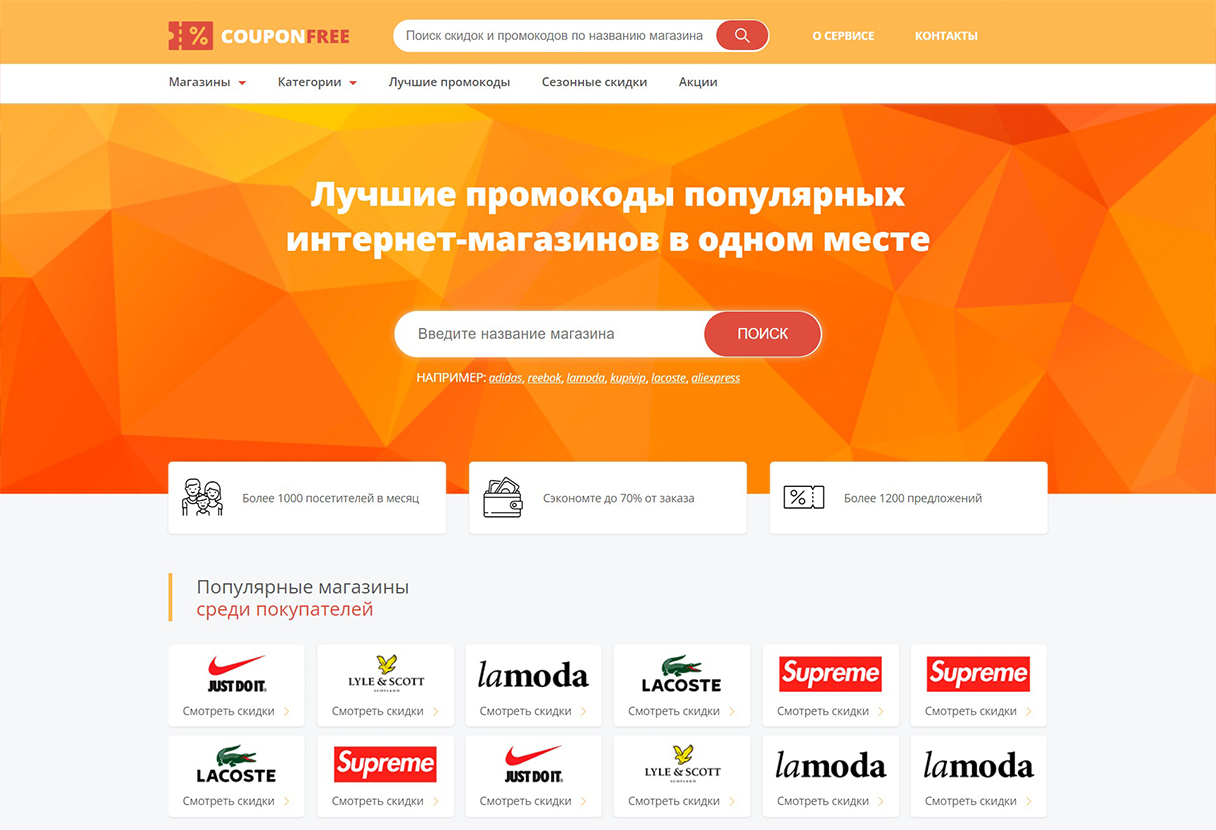 % COUPONFREE
Поиск скидок и промокодов по названию магазина
О СЕРВИСЕ
КОНТАКТЫ
Магазины
Категории
Лучшие промокоды
Сезонные скидки
Акции
Лучшие промокоды популярных
интернет-магазинов в одном месте
Введите название магазина
ПОИСК
НАПРИМЕР: adidas, reebok, lamoda, kupivip, lacoste, aliexpress
Более 1000 посетителей в месяц
Сэкономте до 70% от заказа
%
Более 1200 предложений
Популярные магазины
среди покупателей
JUST DO IT.
LYLE & SCOTT
SCOTLAND
lamoda
LACOSTE
Supreme
Supreme
Смотреть скидки
Смотреть скидки
Смотреть скидки
Смотреть скидки
Смотреть скидки
Смотреть скидки
LACOSTE
Supreme
JUST DO IT.
LYLE & SCOTT
SCOTLAND
lamoda
lamoda
Смотреть скидки
Смотреть скидки
Смотреть скидки
Смотреть скидки
Смотреть скидки
Смотреть скидки